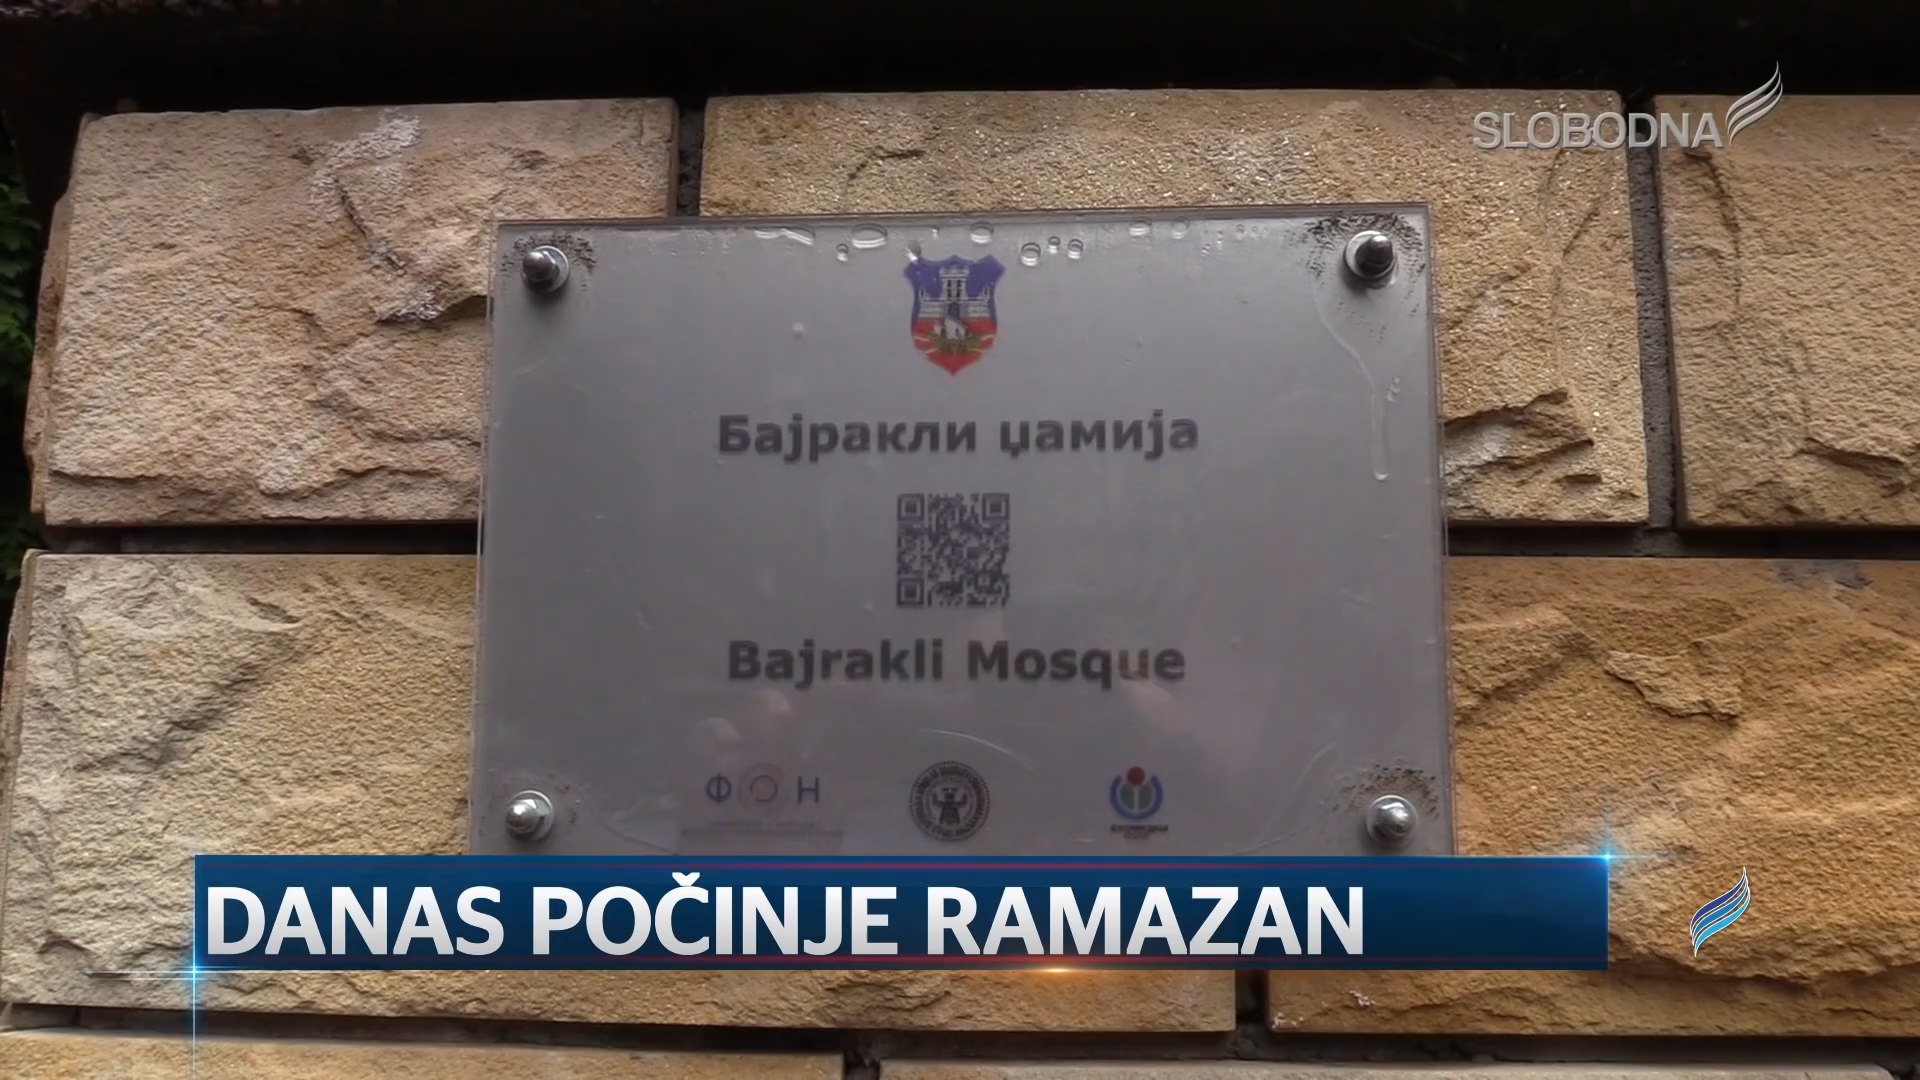 SLOBODNA
Бајракли џамија
Bajrakli Mosque
ФОН
DANAS POČINJE RAMAZAN